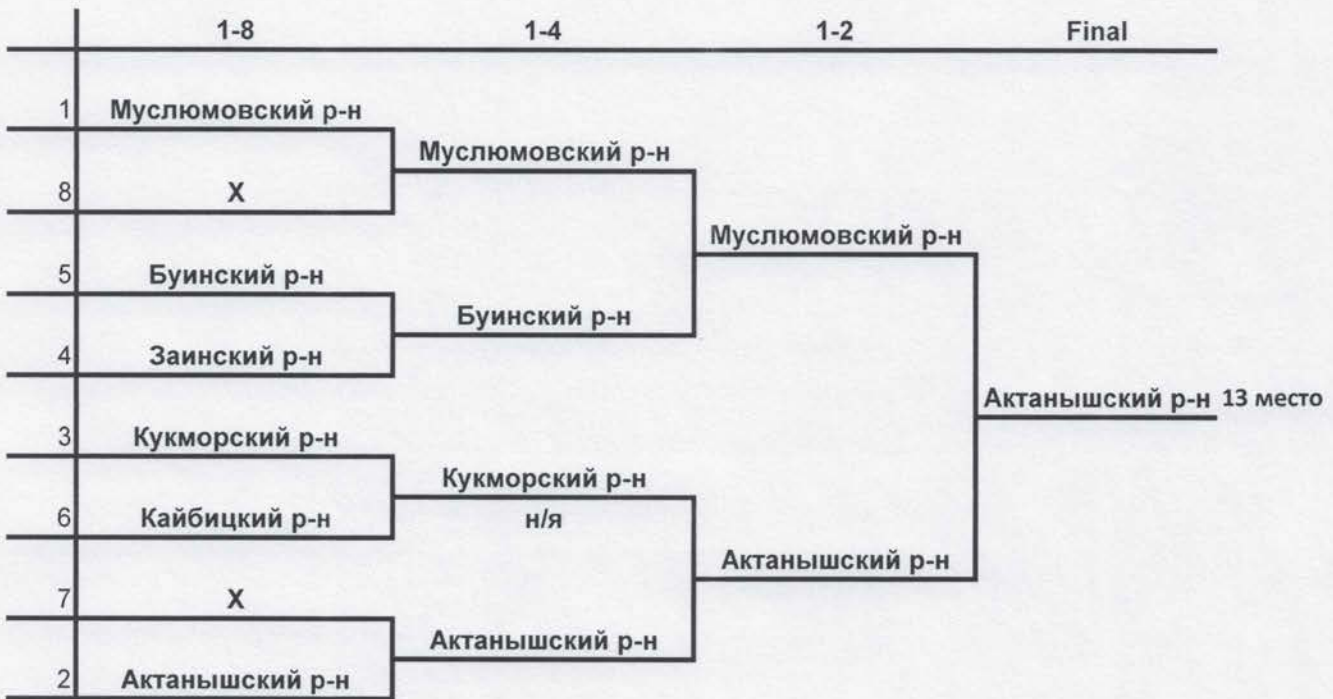 1-8 1-4 1-2 Final
1 Муслюмовский р-н
Муслюмовский р-н
8 X
Муслюмовский р-н
5 Буинский р-н
Буинский р-н
4 Заинский р-н
Актанышский р-н 13 место
3 Кукморский р-н
Кукморский р-н
6 Кайбицкий р-н
н/я
Актанышский р-н
7 X
Актанышский р-н
2 Актанышский р-н